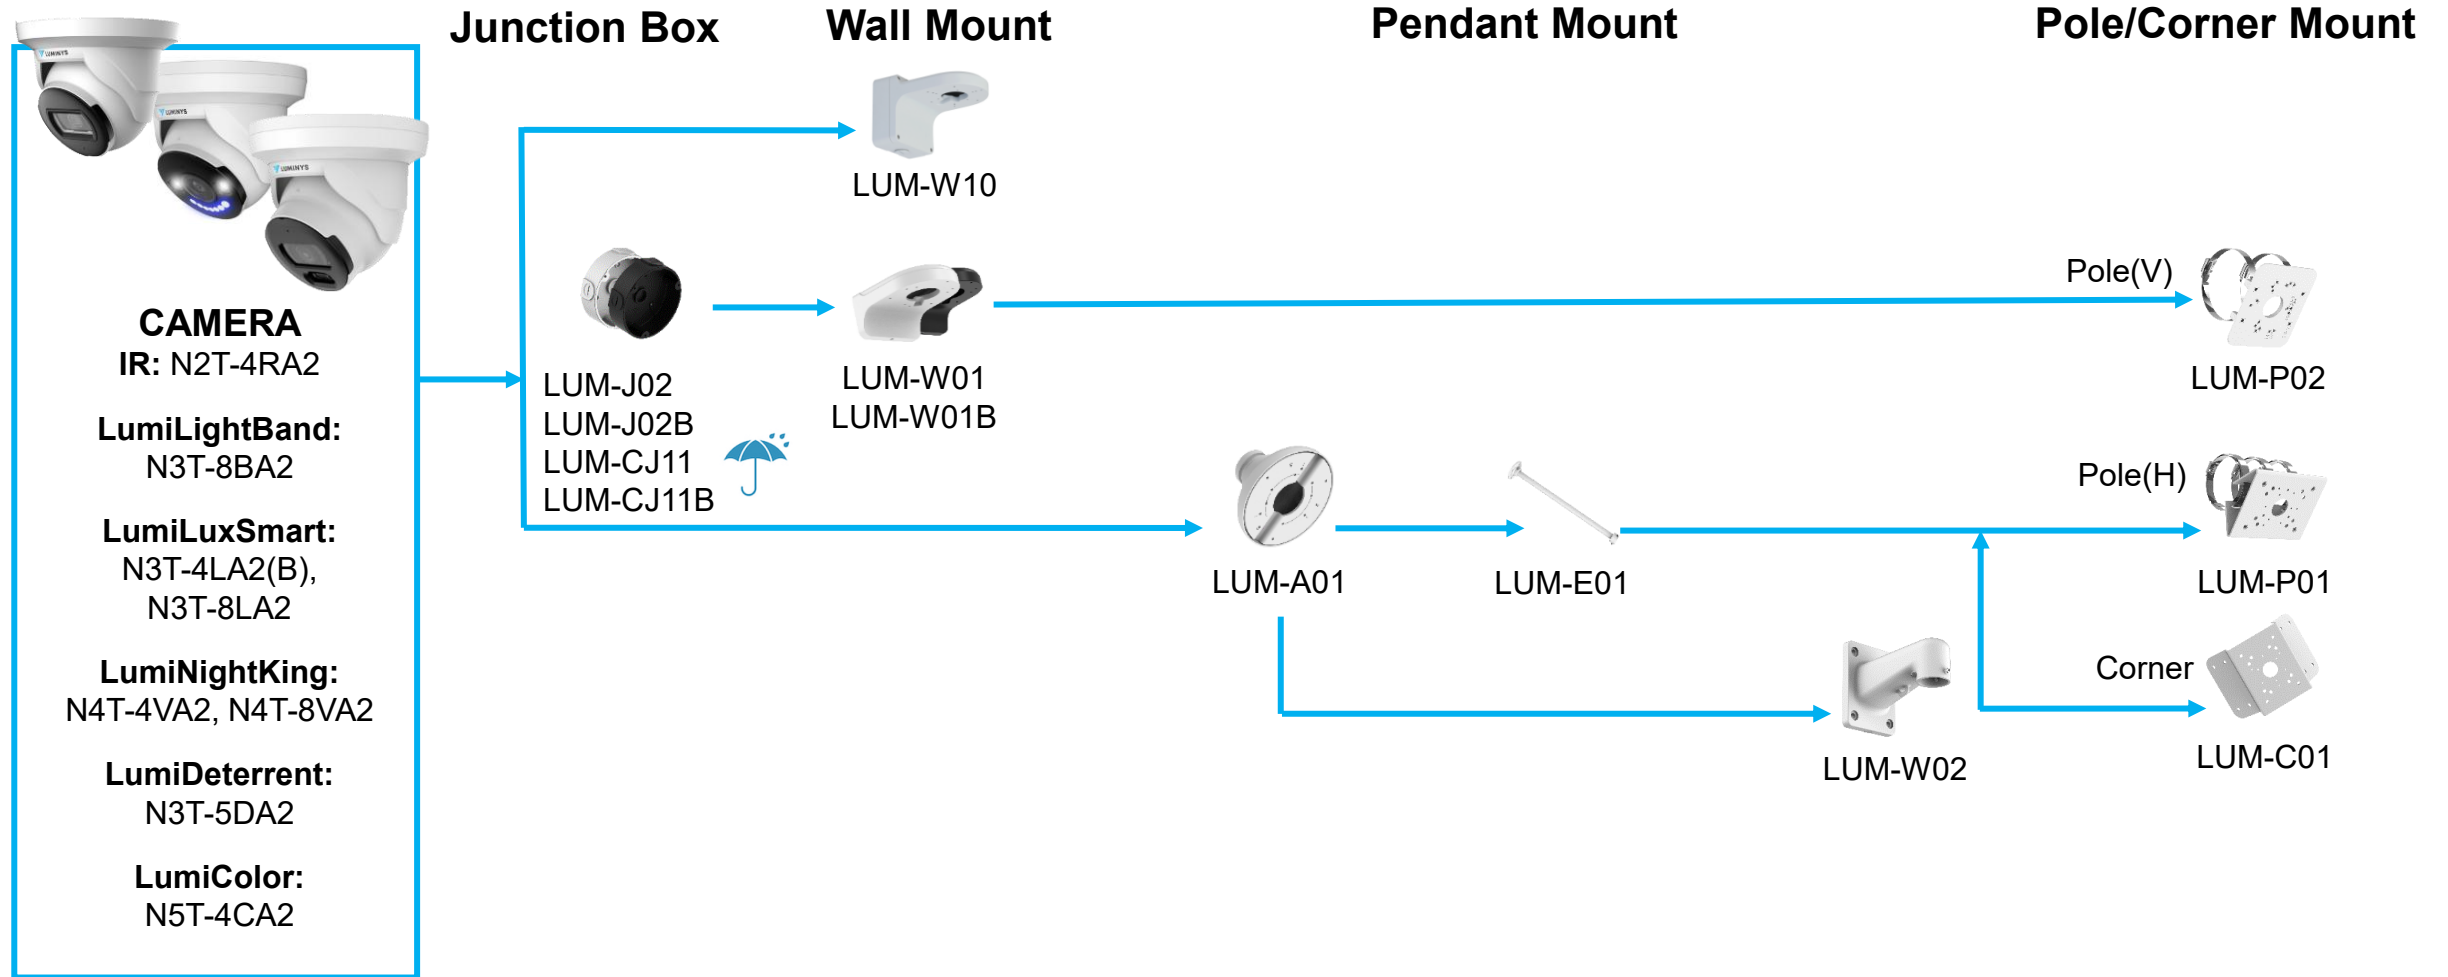 Junction Box
Wall Mount
Pendant Mount
Pole/Corner Mount
LUMINYS
LUMINYS
LUMINYS
CAMERA
IR: N2T-4RA2
LumiLightBand:
N3T-8BA2
LumiLuxSmart:
N3T-4LA2(B),
N3T-8LA2
LumiNightKing:
N4T-4VA2, N4T-8VA2
LumiDeterrent:
N3T-5DA2
LumiColor:
N5T-4CA2
LUM-W10
LUM-J02
LUM-J02B
LUM-CJ11
LUM-CJ11B
LUM-W01
LUM-W01B
Pole(V)
LUM-P02
LUM-A01
LUM-E01
Pole(H)
LUM-P01
LUM-W02
Corner
LUM-C01